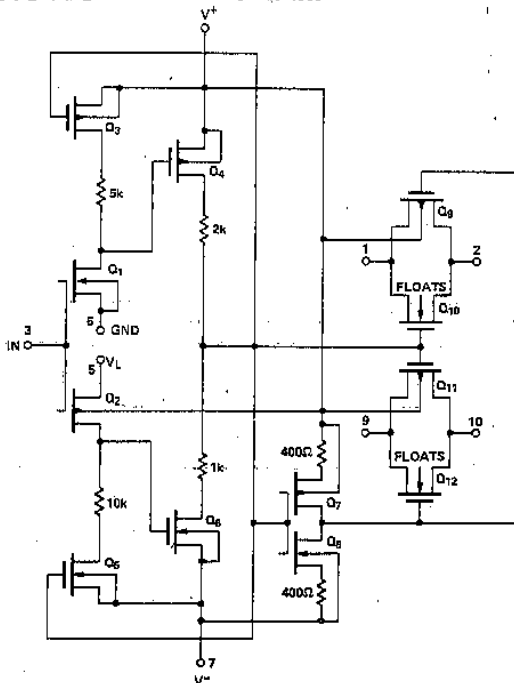 V+
Q3
5k
Q4
2k
Q9
1
2
FLOATS
Q10
Q1
6
GND
3
IN
5
VL
Q2
Q11
9
10
FLOATS
Q12
400Ω
Q7
1k
10k
Q6
Q8
Q5
400Ω
7